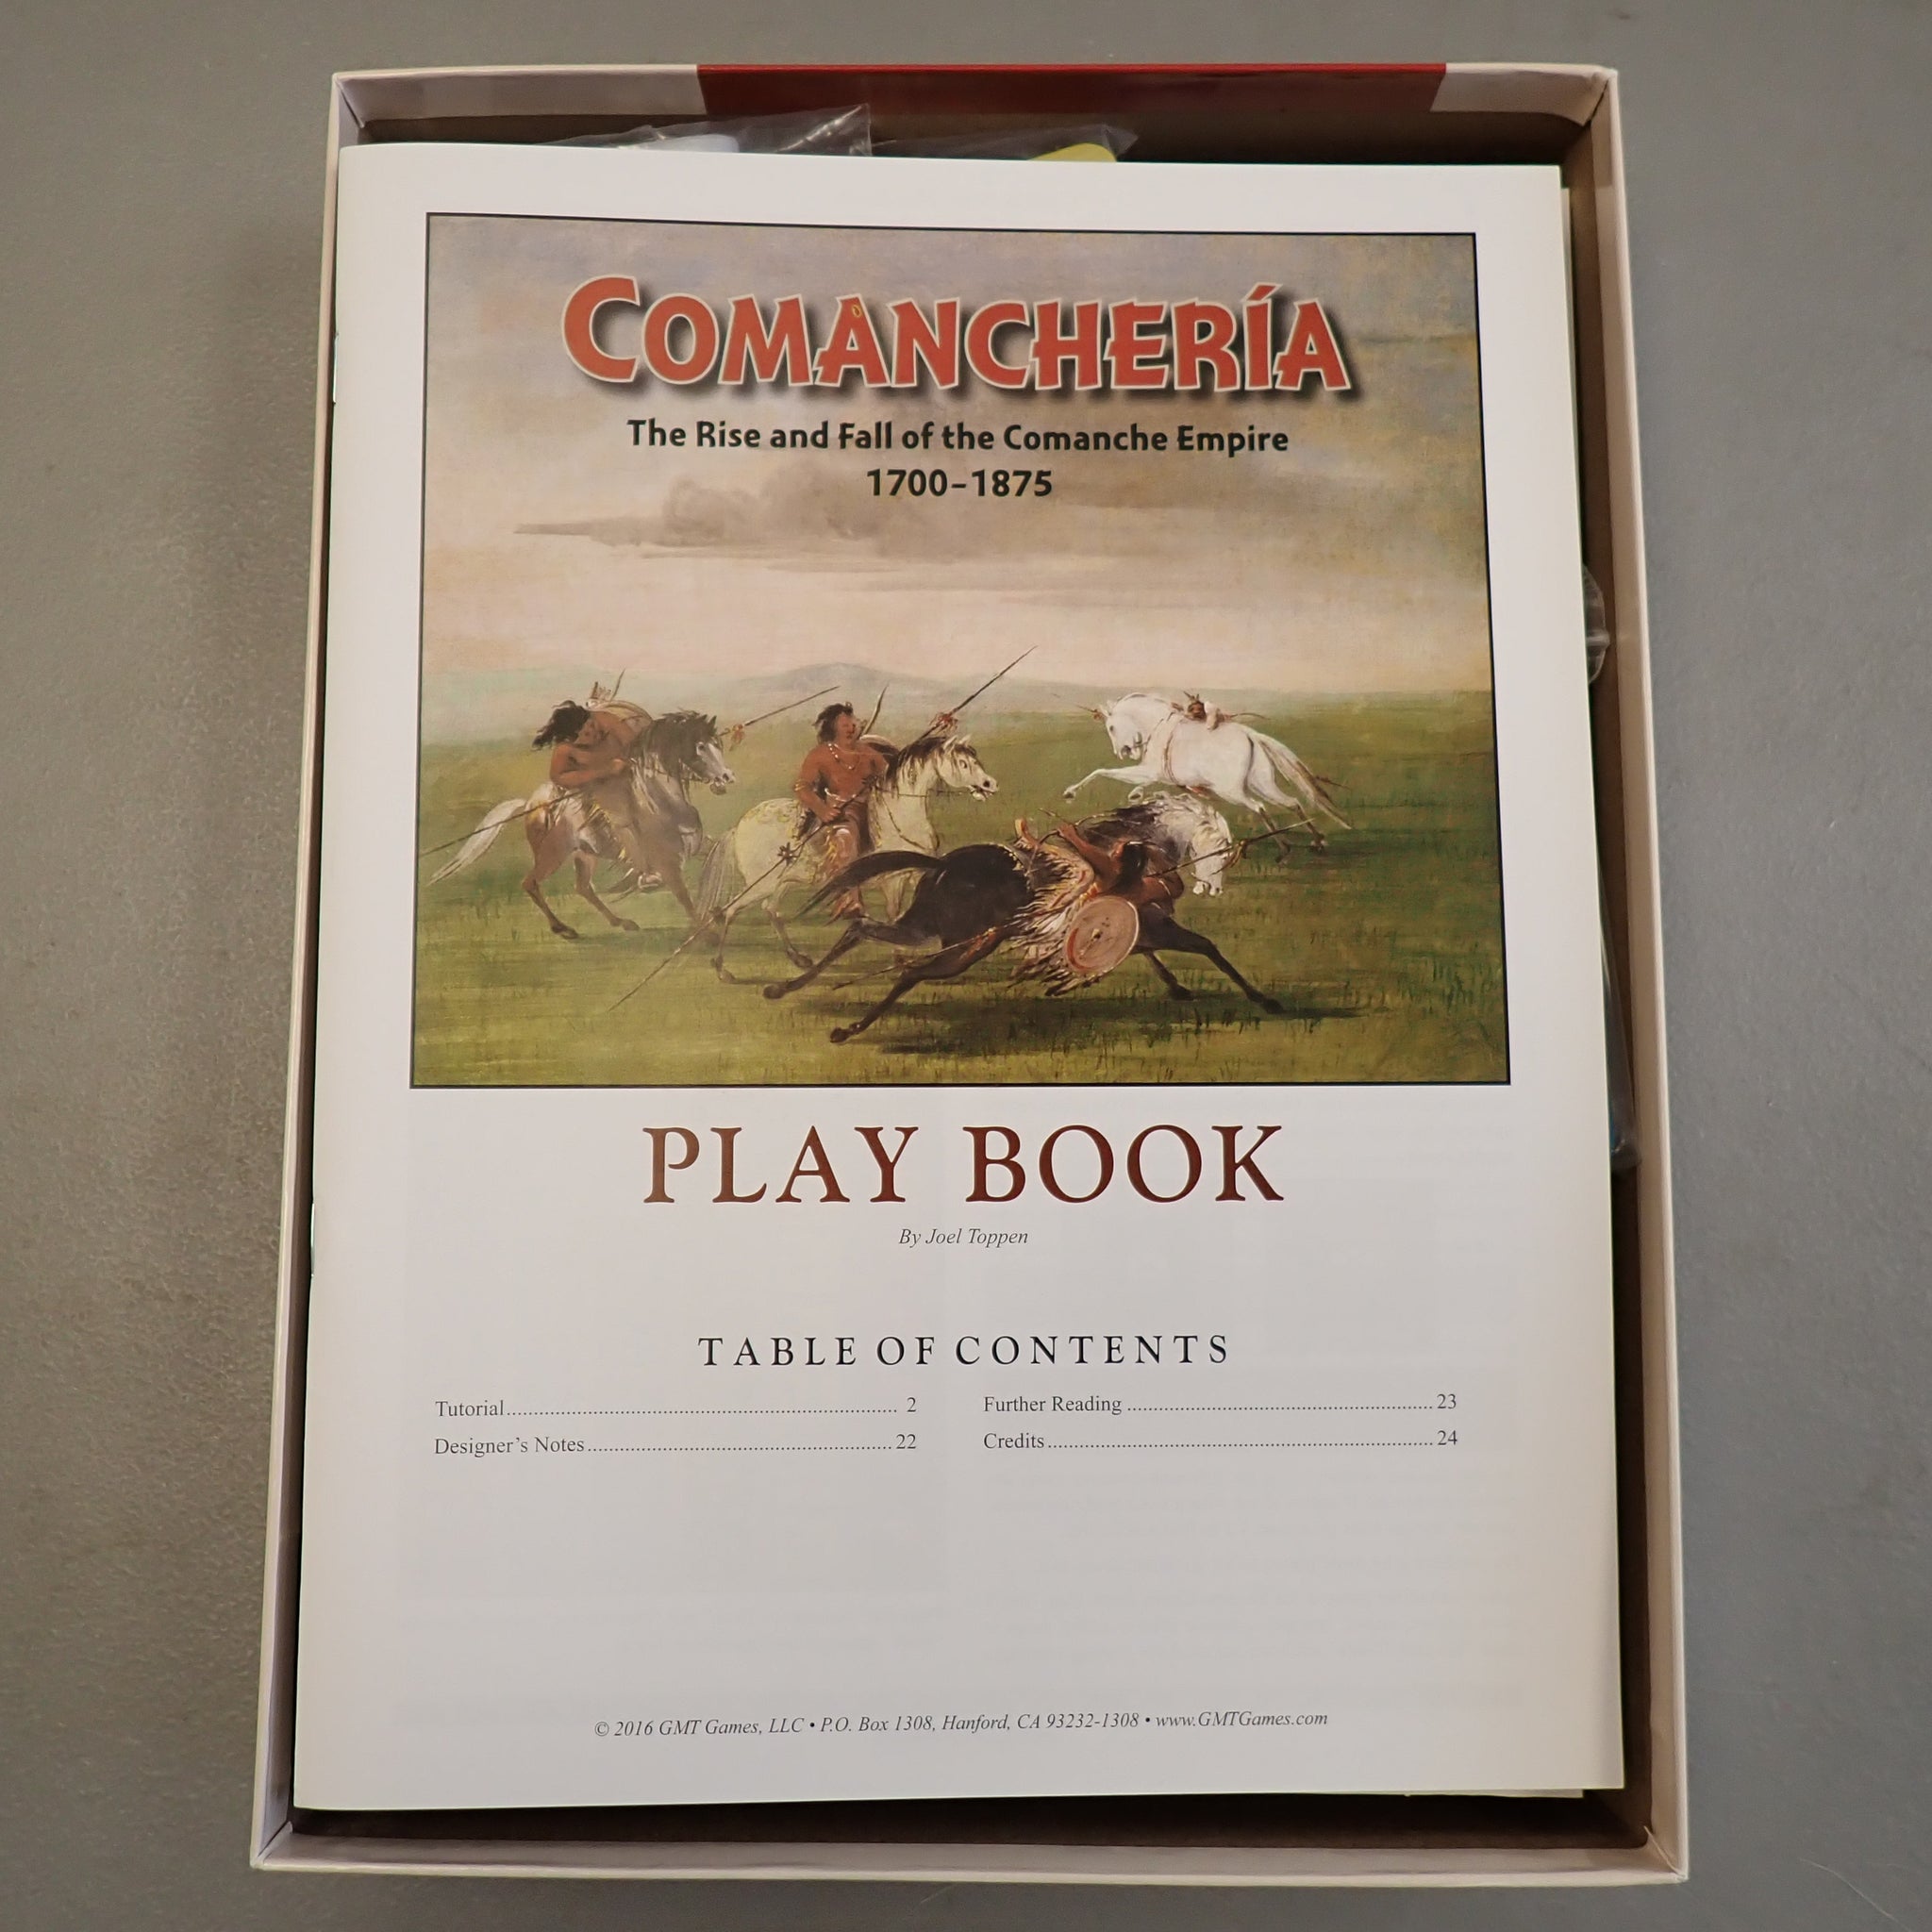 COMANCHERÍA
The Rise and Fall of the Comanche Empire
1700–1875
PLAY BOOK
By Joel Toppen
TABLE OF CONTENTS
Tutorial.......................................................................... 2
Designer's Notes......................................................... 22
Further Reading ......................................................... 23
Credits......................................................................... 24
© 2016 GMT Games, LLC • P.O. Box 1308, Hanford, CA 93232-1308 • www.GMTGames.com